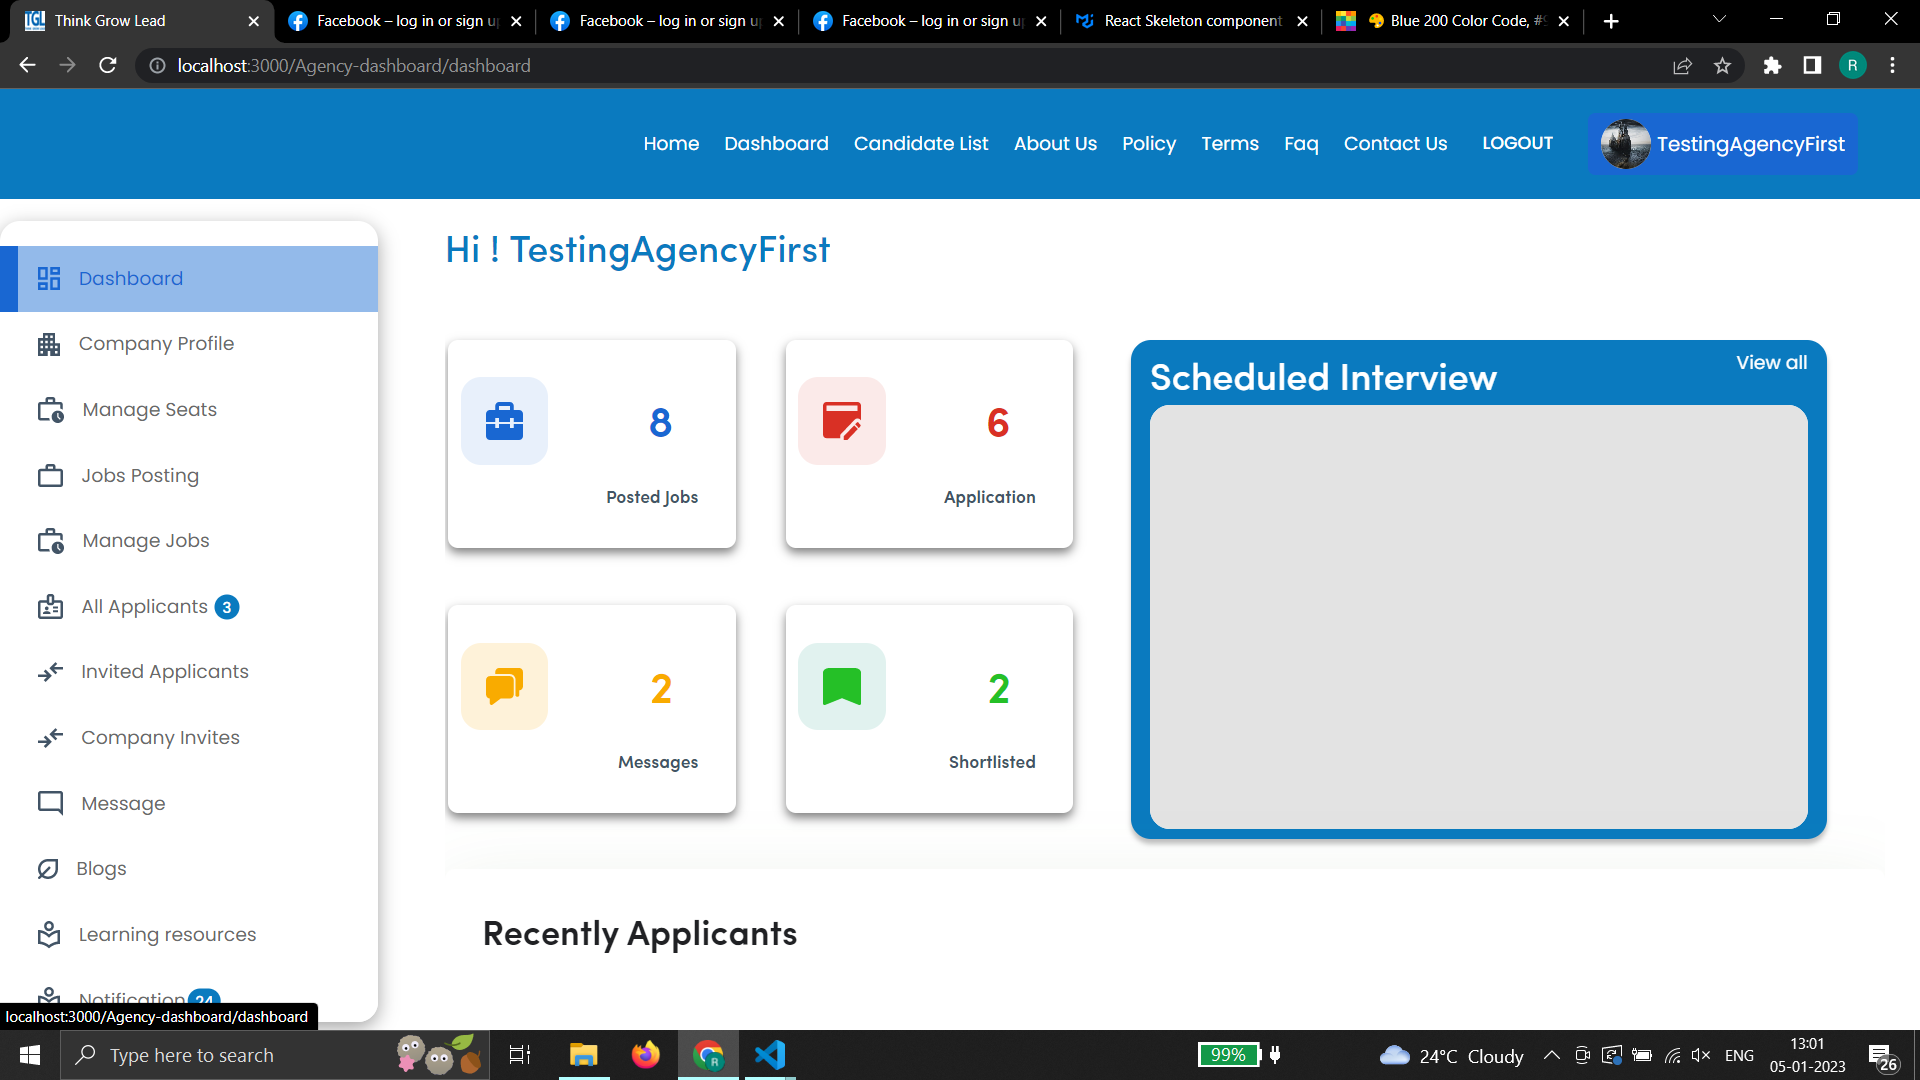 Think Grow Lead
Facebook – log in or sign up
Facebook – log in or sign up
Facebook – log in or sign up
React Skeleton component
Blue 200 Color Code, #9
localhost:3000/Agency-dashboard/dashboard
R
Home Dashboard Candidate List About Us Policy Terms Faq Contact Us LOGOUT TestingAgencyFirst
Hi ! TestingAgencyFirst
Dashboard
Company Profile
Manage Seats
Jobs Posting
Manage Jobs
All Applicants 3
Invited Applicants
Company Invites
Message
Blogs
Learning resources
Notification 24
8
Posted Jobs
6
Application
2
Messages
2
Shortlisted
Scheduled Interview
View all
Recently Applicants
localhost:3000/Agency-dashboard/dashboard
Type here to search
99%
24°C Cloudy
ENG
13:01
05-01-2023
26